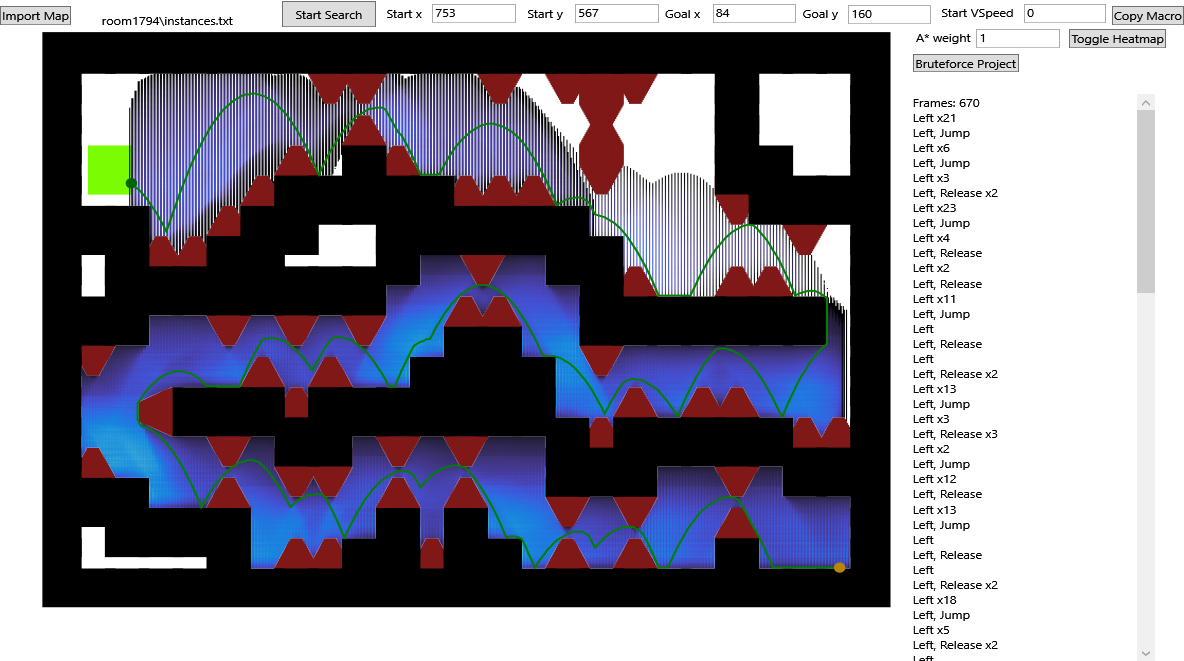 Import Map
room1794\instances.txt
Start Search
Start x 753
Start y 567
Goal x 84
Goal y 160
Start VSpeed 0
Copy Macro
A* weight 1
Toggle Heatmap
Bruteforce Project
Frames: 670
Left x21
Left, Jump
Left x6
Left, Jump
Left x3
Left, Release x2
Left x23
Left, Jump
Left x4
Left, Release
Left x2
Left, Release
Left x11
Left, Jump
Left
Left, Release
Left
Left, Release x2
Left x13
Left, Jump
Left x3
Left, Release x3
Left x2
Left, Jump
Left x12
Left, Release
Left x13
Left, Jump
Left
Left, Release
Left
Left, Release x2
Left x18
Left, Jump
Left x5
Left, Release x2
Left